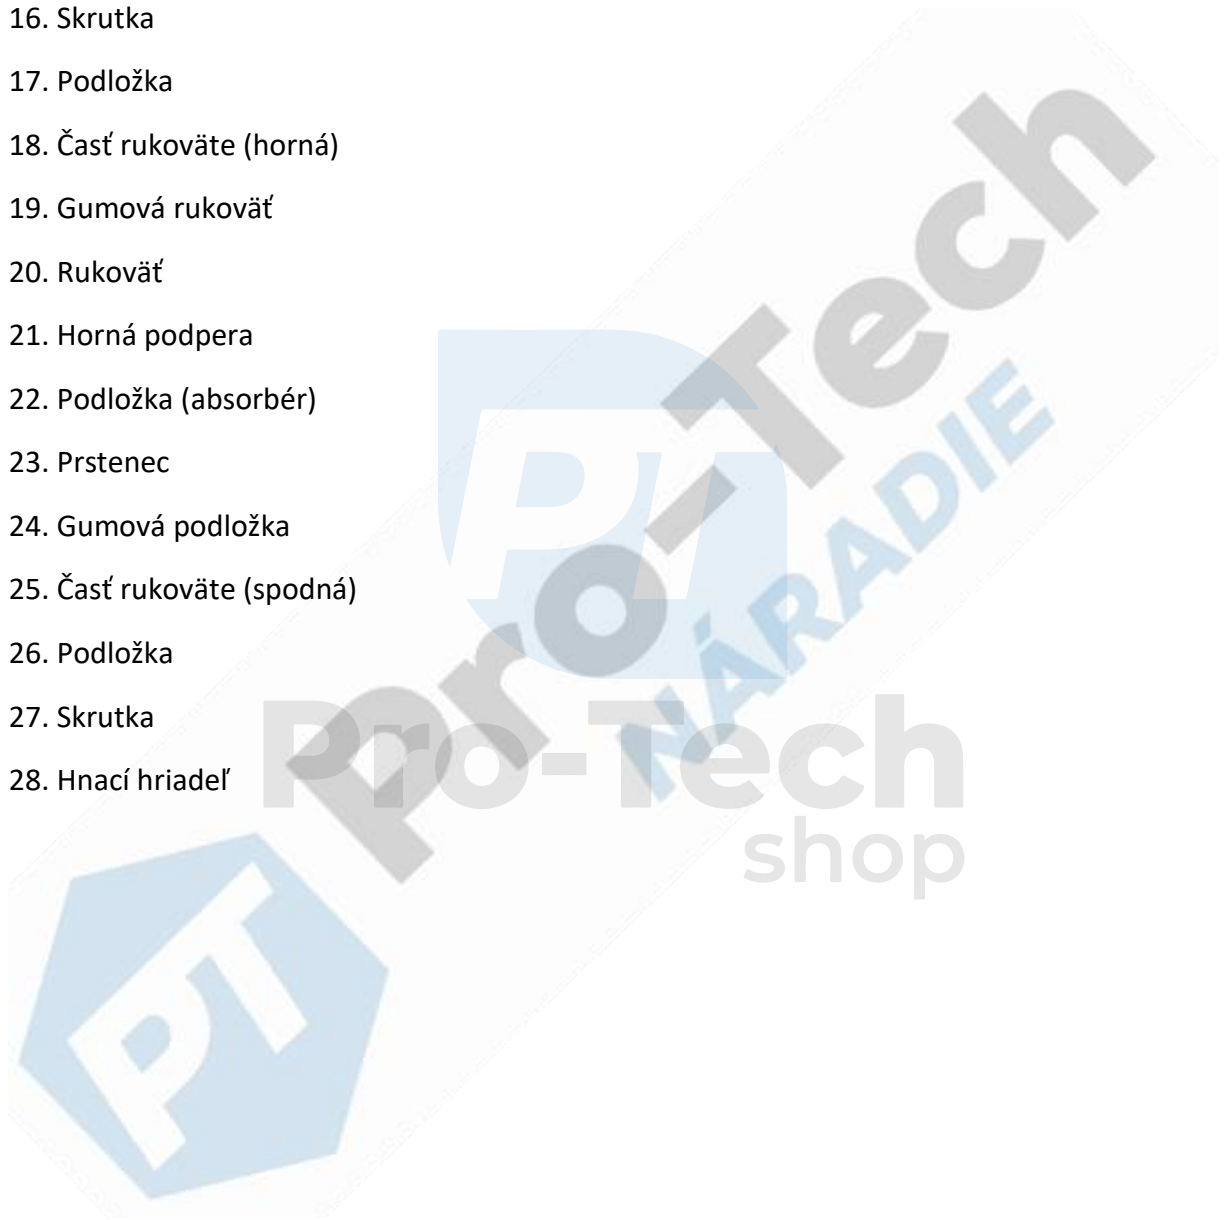 16. Skrutka
17. Podložka
18. Časť rukoväte (horná)
19. Gumová rukoväť
20. Rukoväť
21. Horná podpera
22. Podložka (absorbér)
23. Prstenec
24. Gumová podložka
25. Časť rukoväte (spodná)
26. Podložka
27. Skrutka
28. Hnací hriadeľ
PT
Pro-Tech
shop
PT
Pro-Tech
NÁRADIE